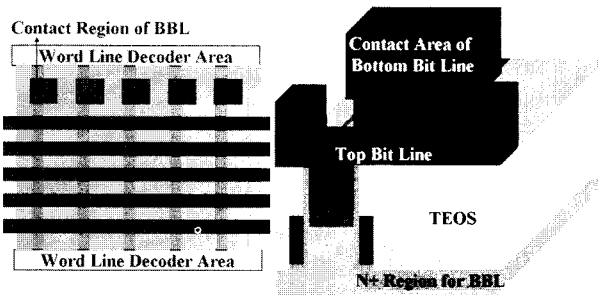 Contact Region of BBL
Word Line Decoder Area
Word Line Decoder Area
Contact Area of
Bottom Bit Line
Top Bit Line
TEOS
N+ Region for BBL